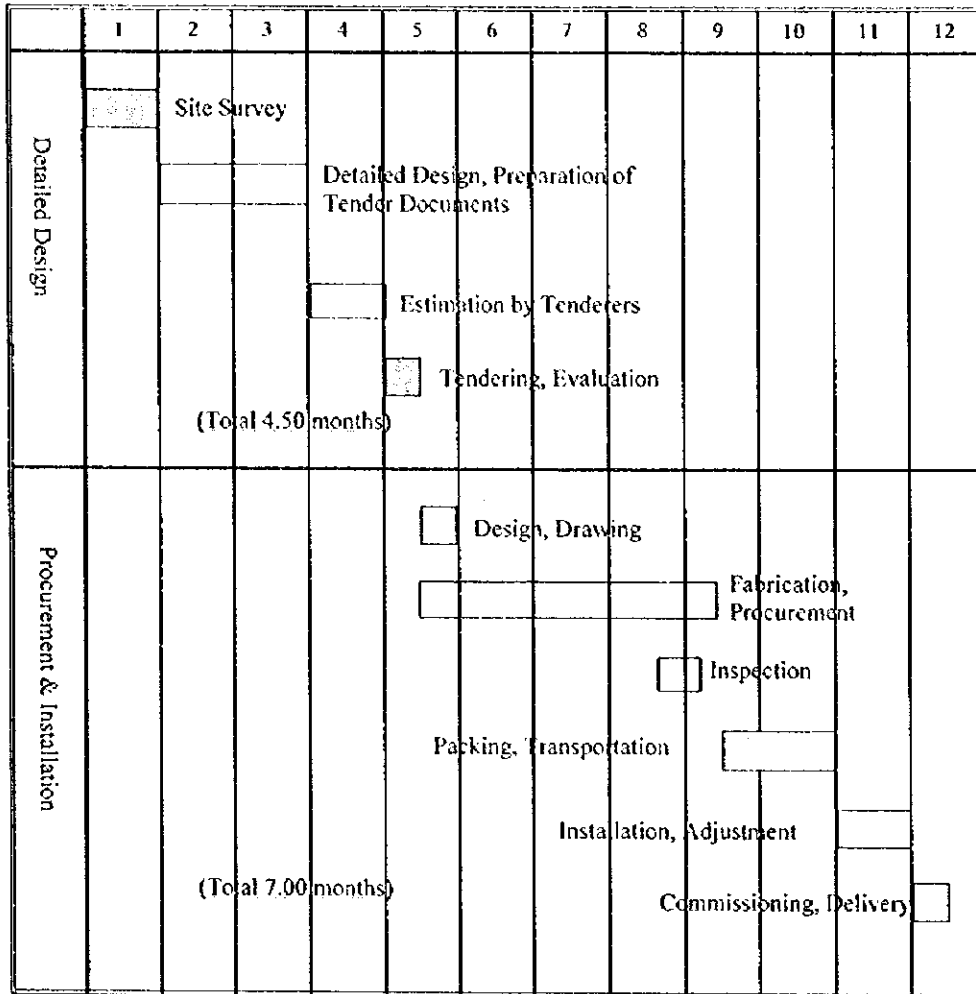 1 2 3 4 5 6 7 8 9 10 11 12
Detailed Design
Site Survey
Detailed Design, Preparation of
Tender Documents
Estimation by Tenderers
Tendering, Evaluation
(Total 4.50 months)
Procurement & Installation
Design, Drawing
Fabrication,
Procurement
Inspection
Packing, Transportation
Installation, Adjustment
(Total 7.00 months)
Commissioning, Delivery